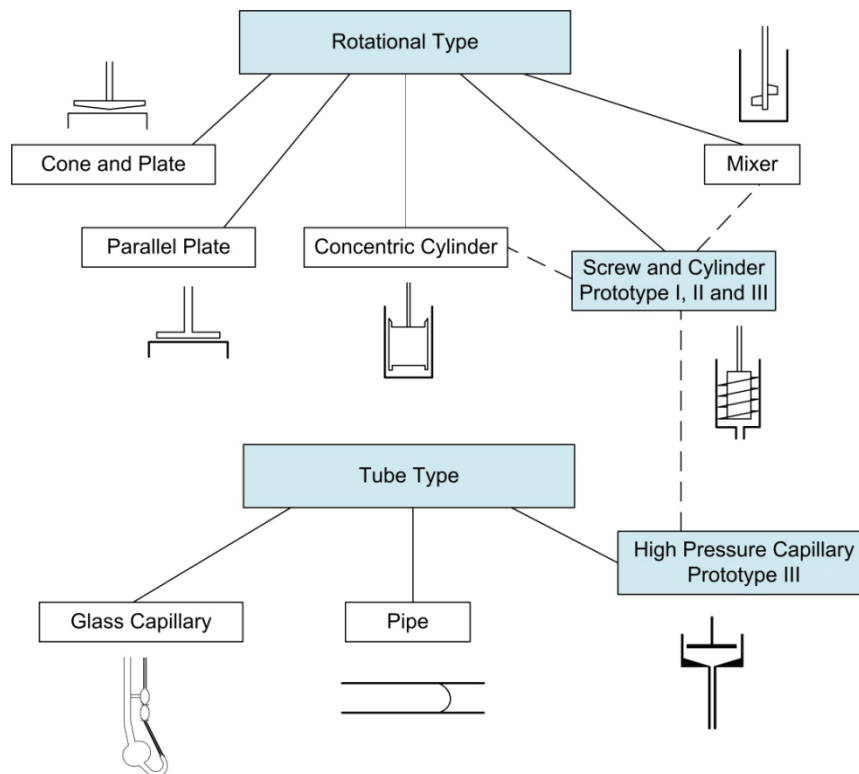 Rotational Type
Cone and Plate
Mixer
Parallel Plate
Concentric Cylinder
Screw and Cylinder
Prototype I, II and III
Tube Type
High Pressure Capillary
Prototype III
Glass Capillary
Pipe